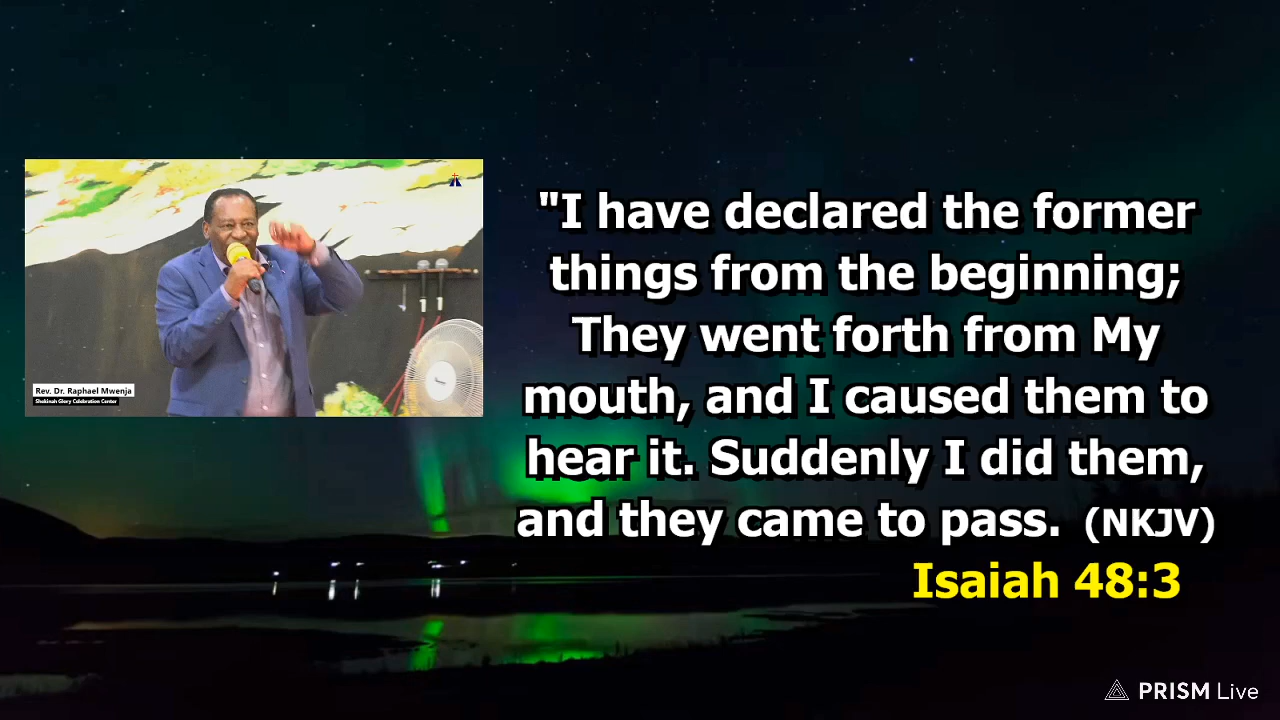 Rev. Dr. Raphael Mwenja
Shekinah Glory Celebration Center
"I have declared the former
things from the beginning;
They went forth from My
mouth, and I caused them to
hear it. Suddenly I did them,
and they came to pass. (NKJV)
Isaiah 48:3
PRISM Live